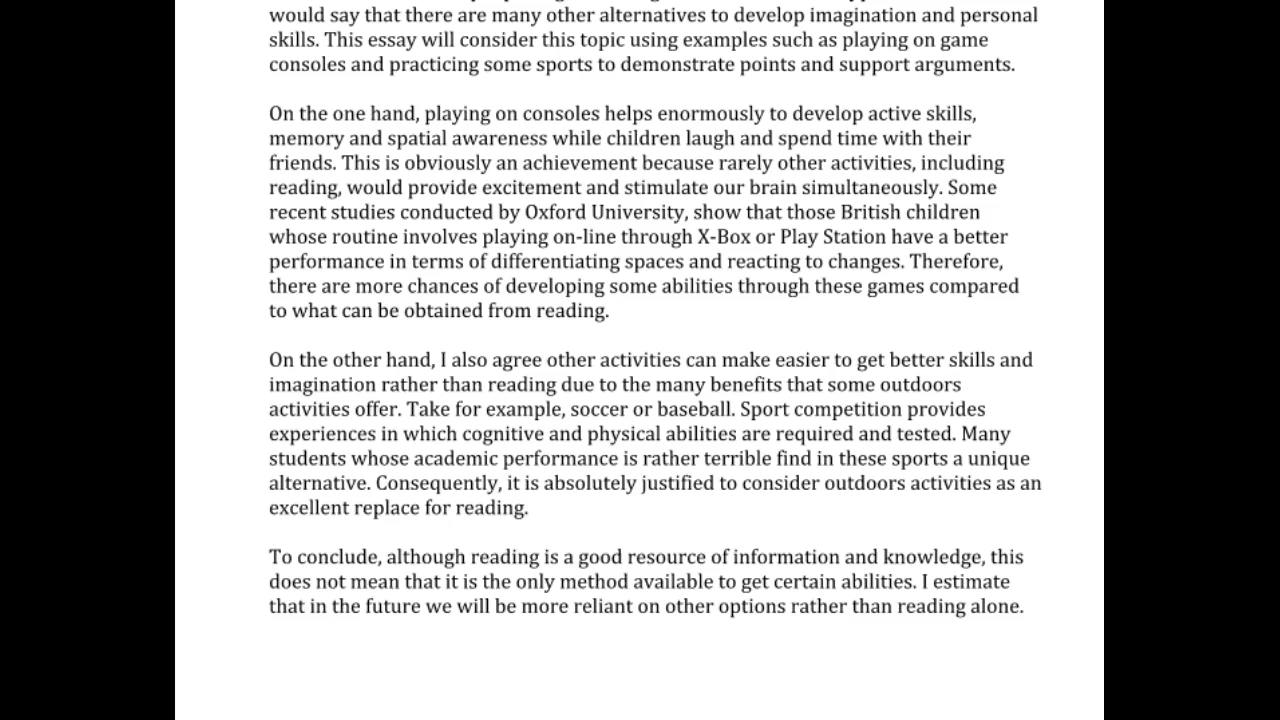 would say that there are many other alternatives to develop imagination and personal
skills. This essay will consider this topic using examples such as playing on game
consoles and practicing some sports to demonstrate points and support arguments.
On the one hand, playing on consoles helps enormously to develop active skills,
memory and spatial awareness while children laugh and spend time with their
friends. This is obviously an achievement because rarely other activities, including
reading, would provide excitement and stimulate our brain simultaneously. Some
recent studies conducted by Oxford University, show that those British children
whose routine involves playing on-line through X-Box or Play Station have a better
performance in terms of differentiating spaces and reacting to changes. Therefore,
there are more chances of developing some abilities through these games compared
to what can be obtained from reading.
On the other hand, I also agree other activities can make easier to get better skills and
imagination rather than reading due to the many benefits that some outdoors
activities offer. Take for example, soccer or baseball. Sport competition provides
experiences in which cognitive and physical abilities are required and tested. Many
students whose academic performance is rather terrible find in these sports a unique
alternative. Consequently, it is absolutely justified to consider outdoors activities as an
excellent replace for reading.
To conclude, although reading is a good resource of information and knowledge, this
does not mean that it is the only method available to get certain abilities. I estimate
that in the future we will be more reliant on other options rather than reading alone.